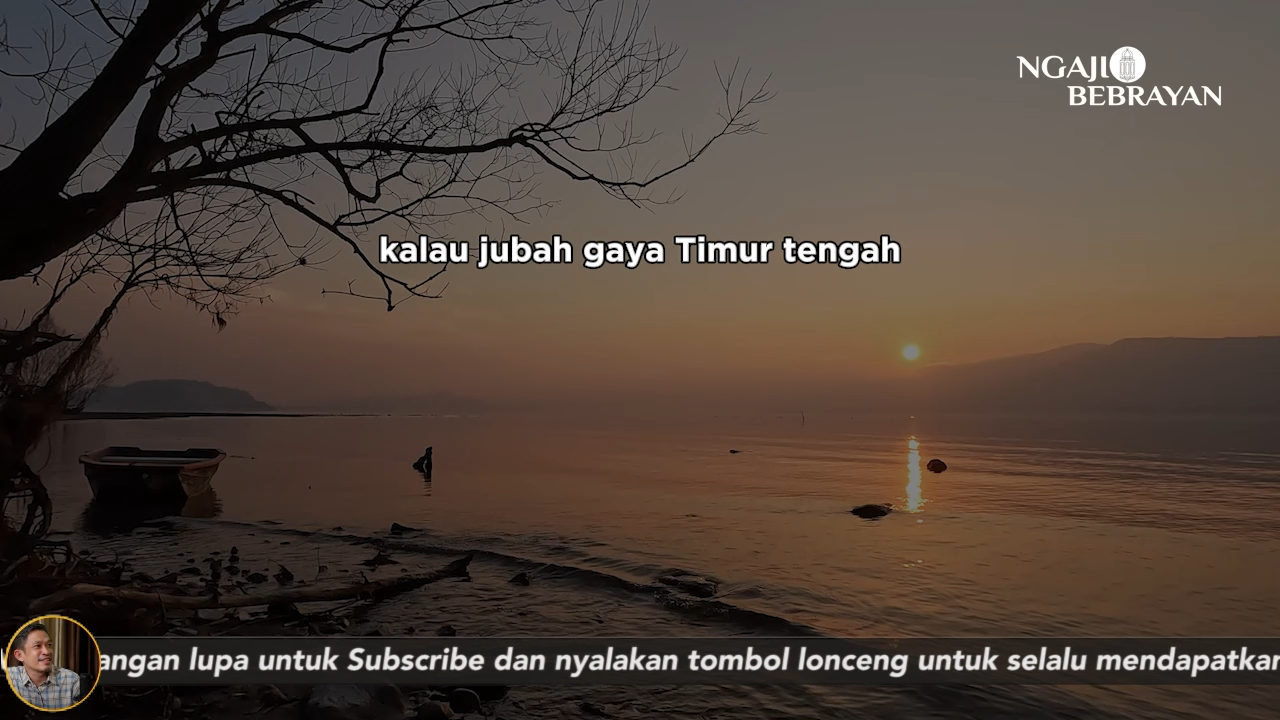 NGAJI
BEBRAYAN
kalau jubah gaya Timur tengah
angan lupa untuk Subscribe dan nyalakan tombol lonceng untuk selalu mendapatkan